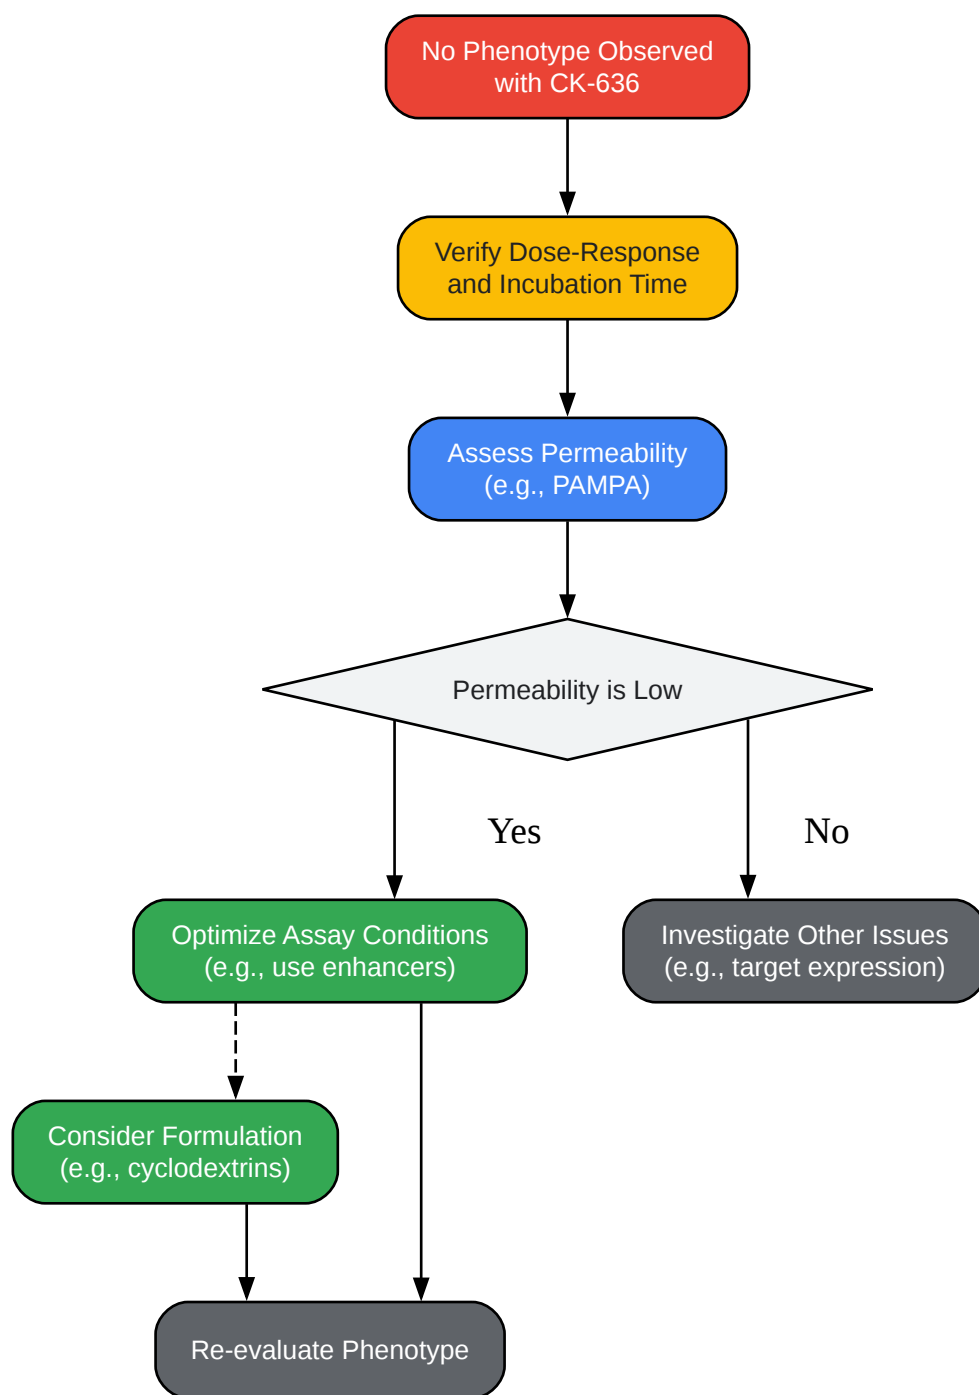 No Phenotype Observed
with CK-636
Verify Dose-Response
and Incubation Time
Assess Permeability
(e.g., PAMPA)
Permeability is Low
Yes
No
Optimize Assay Conditions
(e.g., use enhancers)
Investigate Other Issues
(e.g., target expression)
Consider Formulation
(e.g., cyclodextrins)
Re-evaluate Phenotype